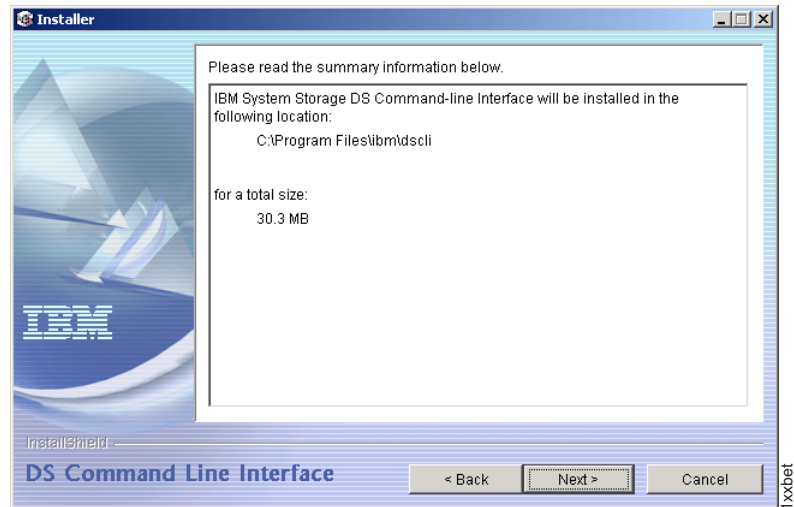 Installer
Please read the summary information below.
IBM System Storage DS Command-line Interface will be installed in the
following location:
C:\Program Files\ibm\dscli
for a total size:
30.3 MB
IBM
InstallShield
DS Command Line Interface
< Back
Next >
Cancel
lxxbet